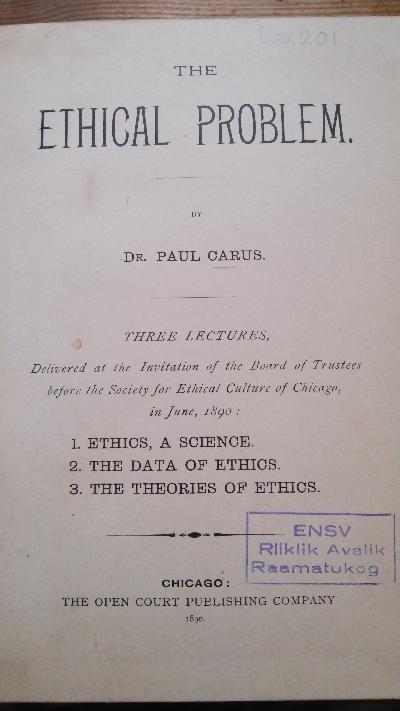 La 201
THE
ETHICAL PROBLEM.
BY
DR. PAUL CARUS.
THREE LECTURES,
Delivered at the Invitation of the Board of Trustees
before the Society for Ethical Culture of Chicago,
in June, 1890:
1. ETHICS, A SCIENCE.
2. THE DATA OF ETHICS.
3. THE THEORIES OF ETHICS.
ENSV
Riiklik Avalik
Raamatukog
CHICAGO:
THE OPEN COURT PUBLISHING COMPANY
1890.